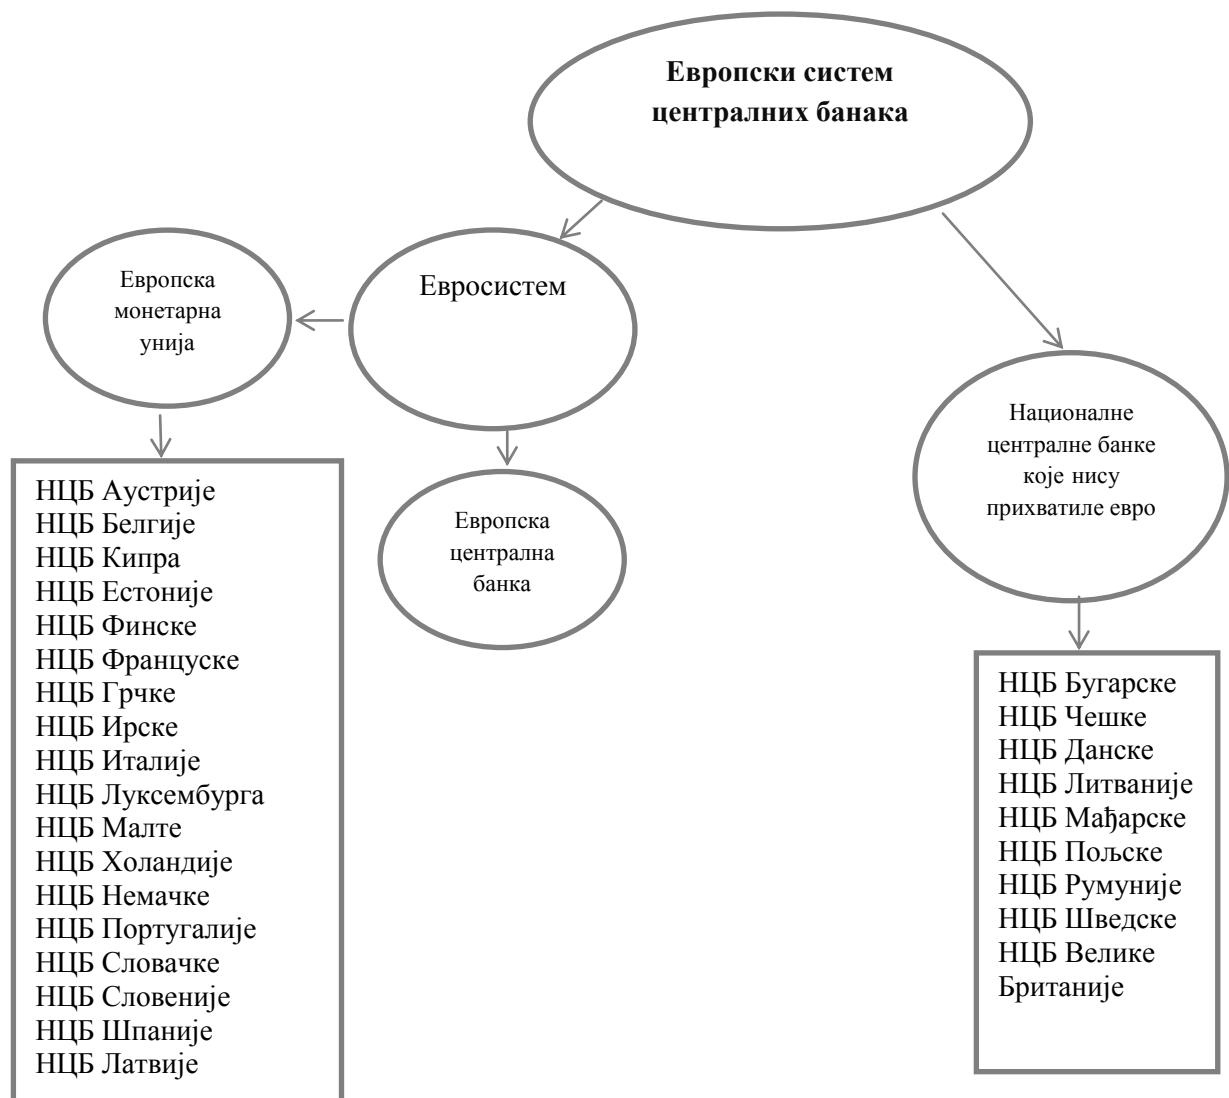 Европски систем
централних банака
Европска
монетарна
унија
Евросистем
Националне
централне банке
које нису
прихватиле евро
Европска
централна
банка
НЦБ Аустрије
НЦБ Белгије
НЦБ Кипра
НЦБ Естоније
НЦБ Финске
НЦБ Француске
НЦБ Грчке
НЦБ Ирске
НЦБ Италије
НЦБ Луксембурга
НЦБ Малте
НЦБ Холандије
НЦБ Немачке
НЦБ Португалије
НЦБ Словачке
НЦБ Словеније
НЦБ Шпаније
НЦБ Латвије
НЦБ Бугарске
НЦБ Чешке
НЦБ Данске
НЦБ Литваније
НЦБ Мађарске
НЦБ Пољске
НЦБ Румуније
НЦБ Шведске
НЦБ Велике
Британије